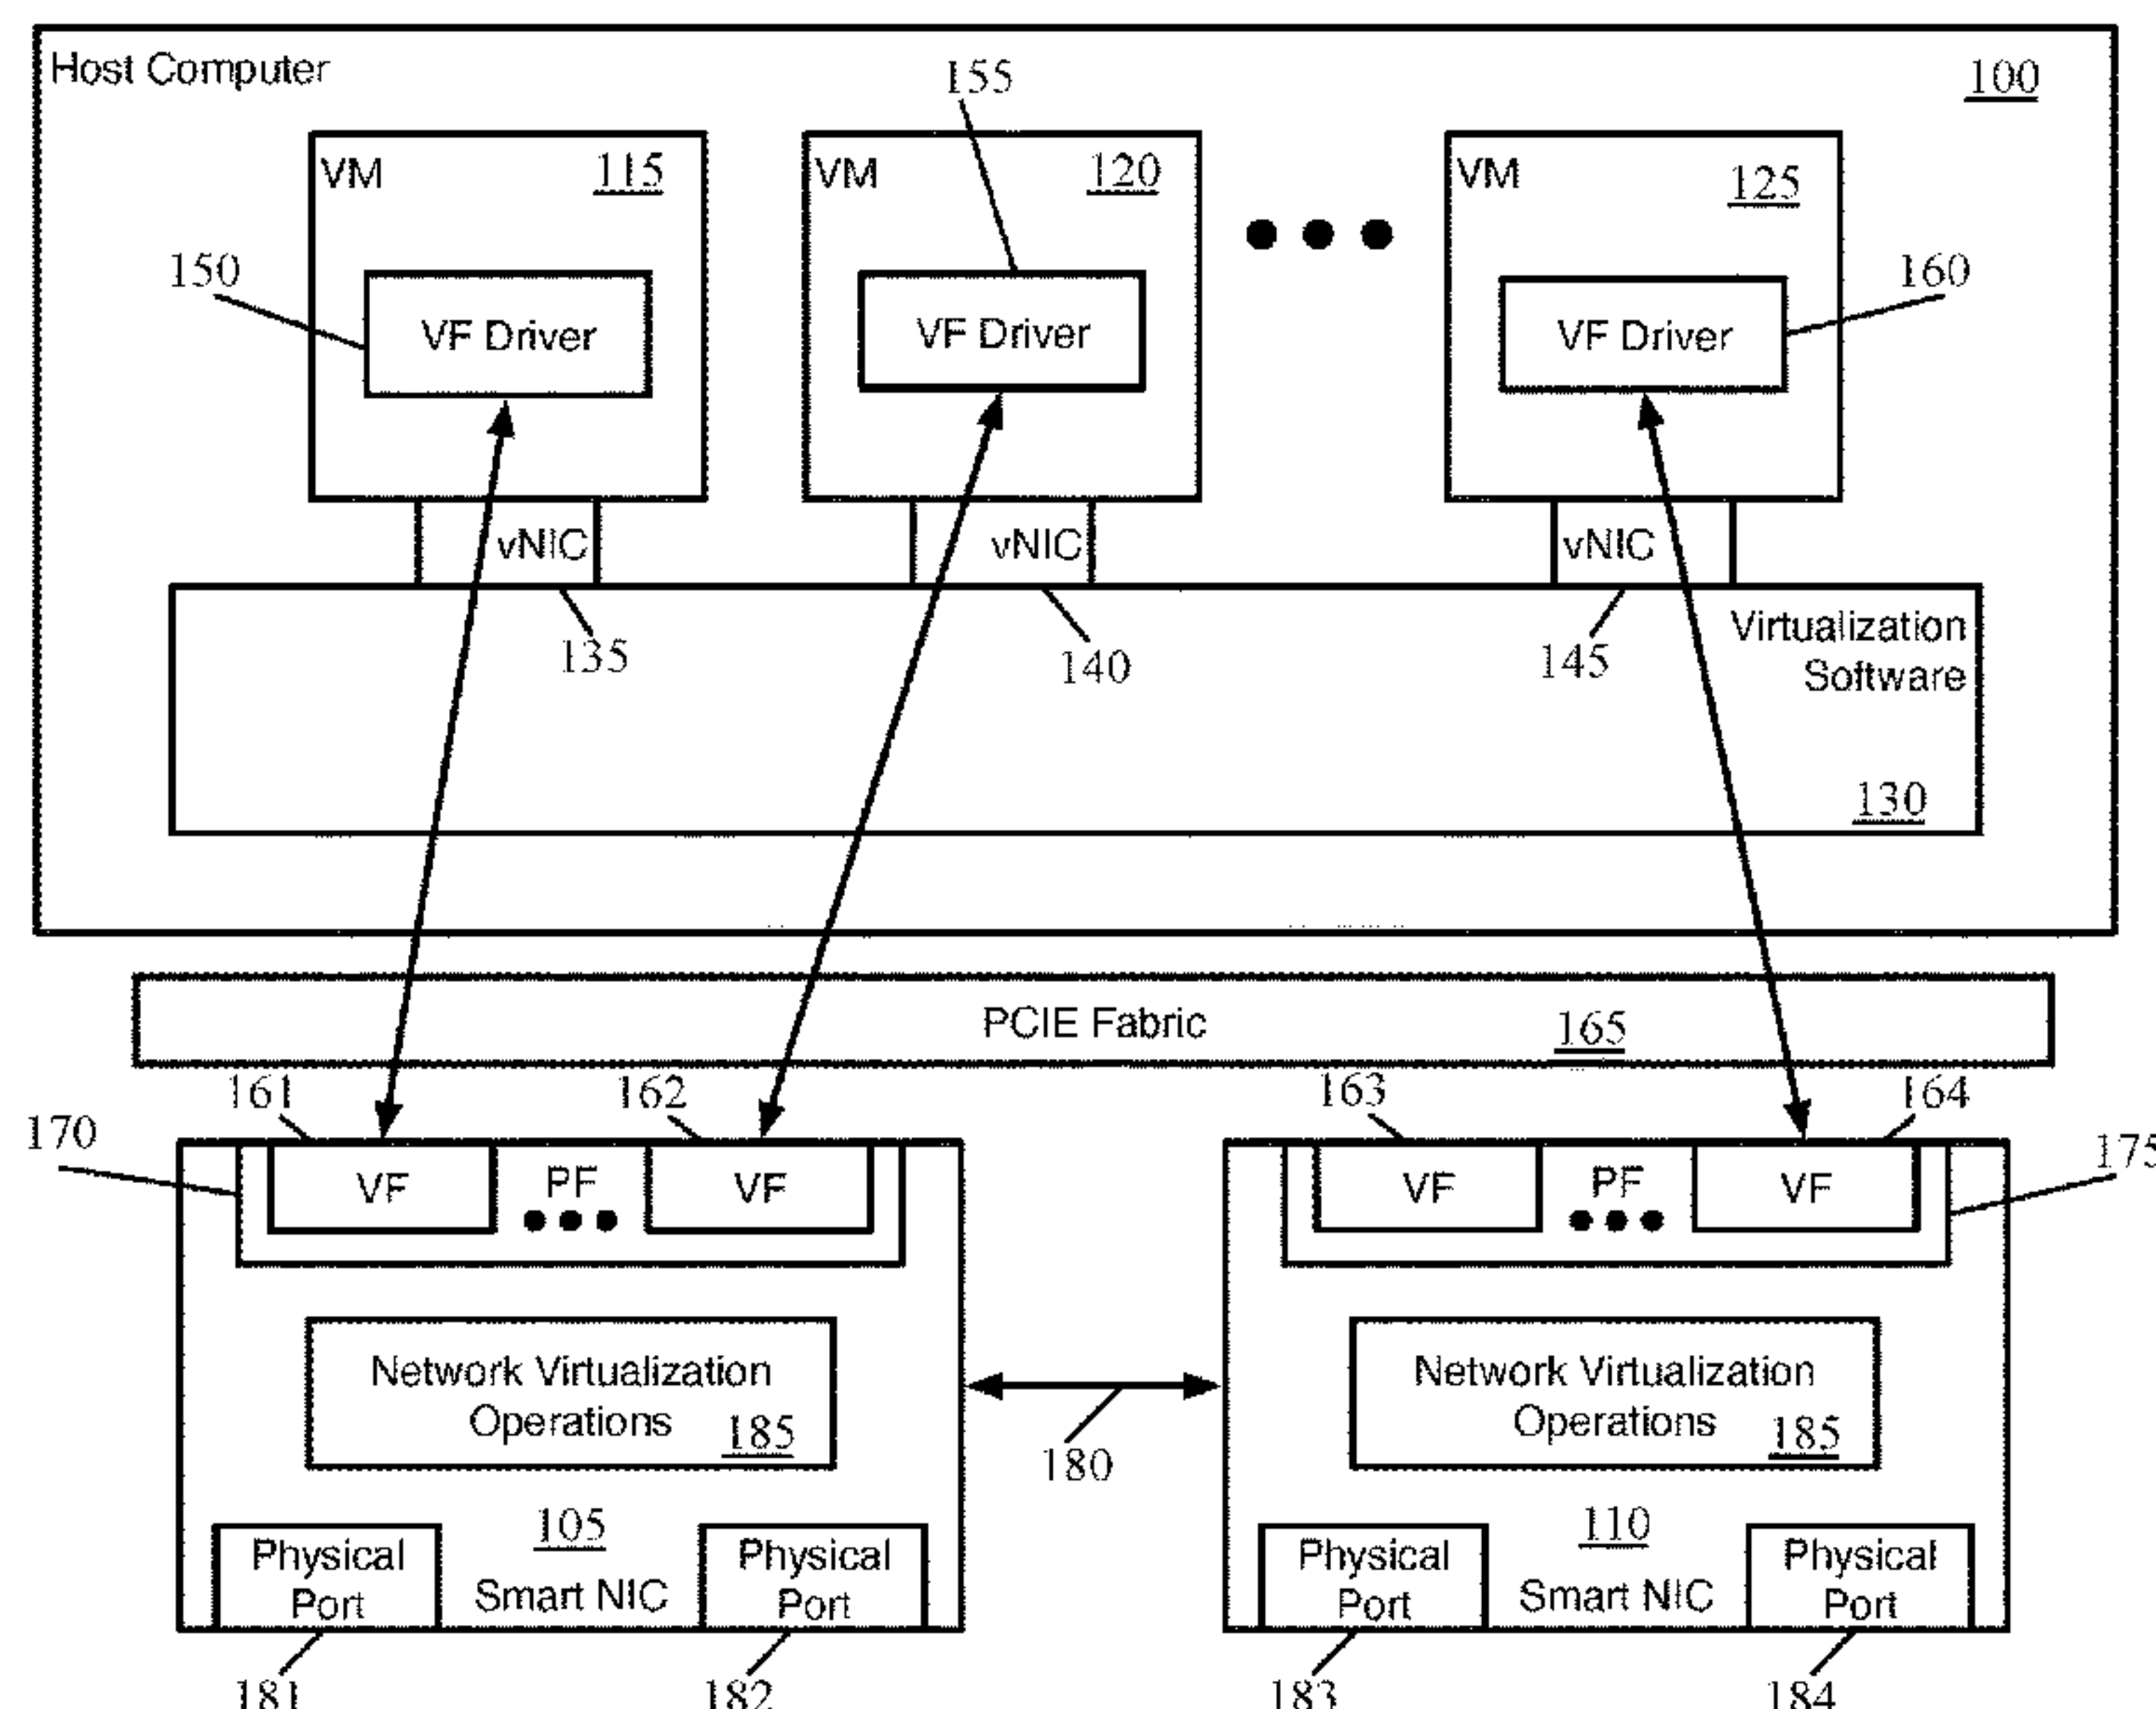 Host Computer
100
155
VM
115
VM
120
VM
125
150
160
VF Driver
VF Driver
VF Driver
vNIC
vNIC
vNIC
135
140
145
Virtualization
Software
130
PCIE Fabric
165
161
162
163
164
170
175
VF
PF
VF
VF
PF
VF
Network Virtualization
Operations
185
Network Virtualization
Operations
185
180
105
110
Physical
Port
Smart NIC
Physical
Port
Physical
Port
Smart NIC
Physical
Port
181
182
183
184